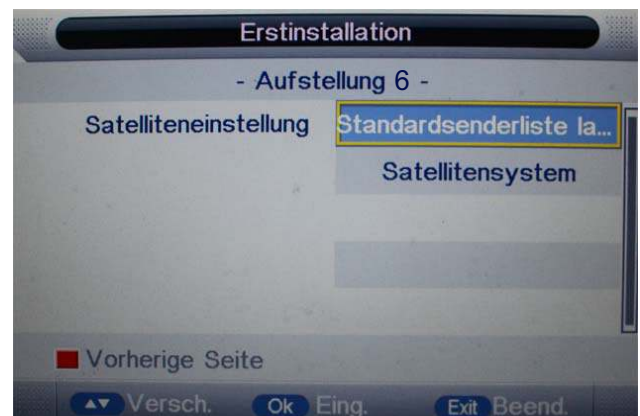 Erstinstallation
- Aufstellung 6 -
Satelliteneinstellung Standardsenderliste la...
Satellitensystem
Vorherige Seite
Versch. Ok Eing. Exit Beend.